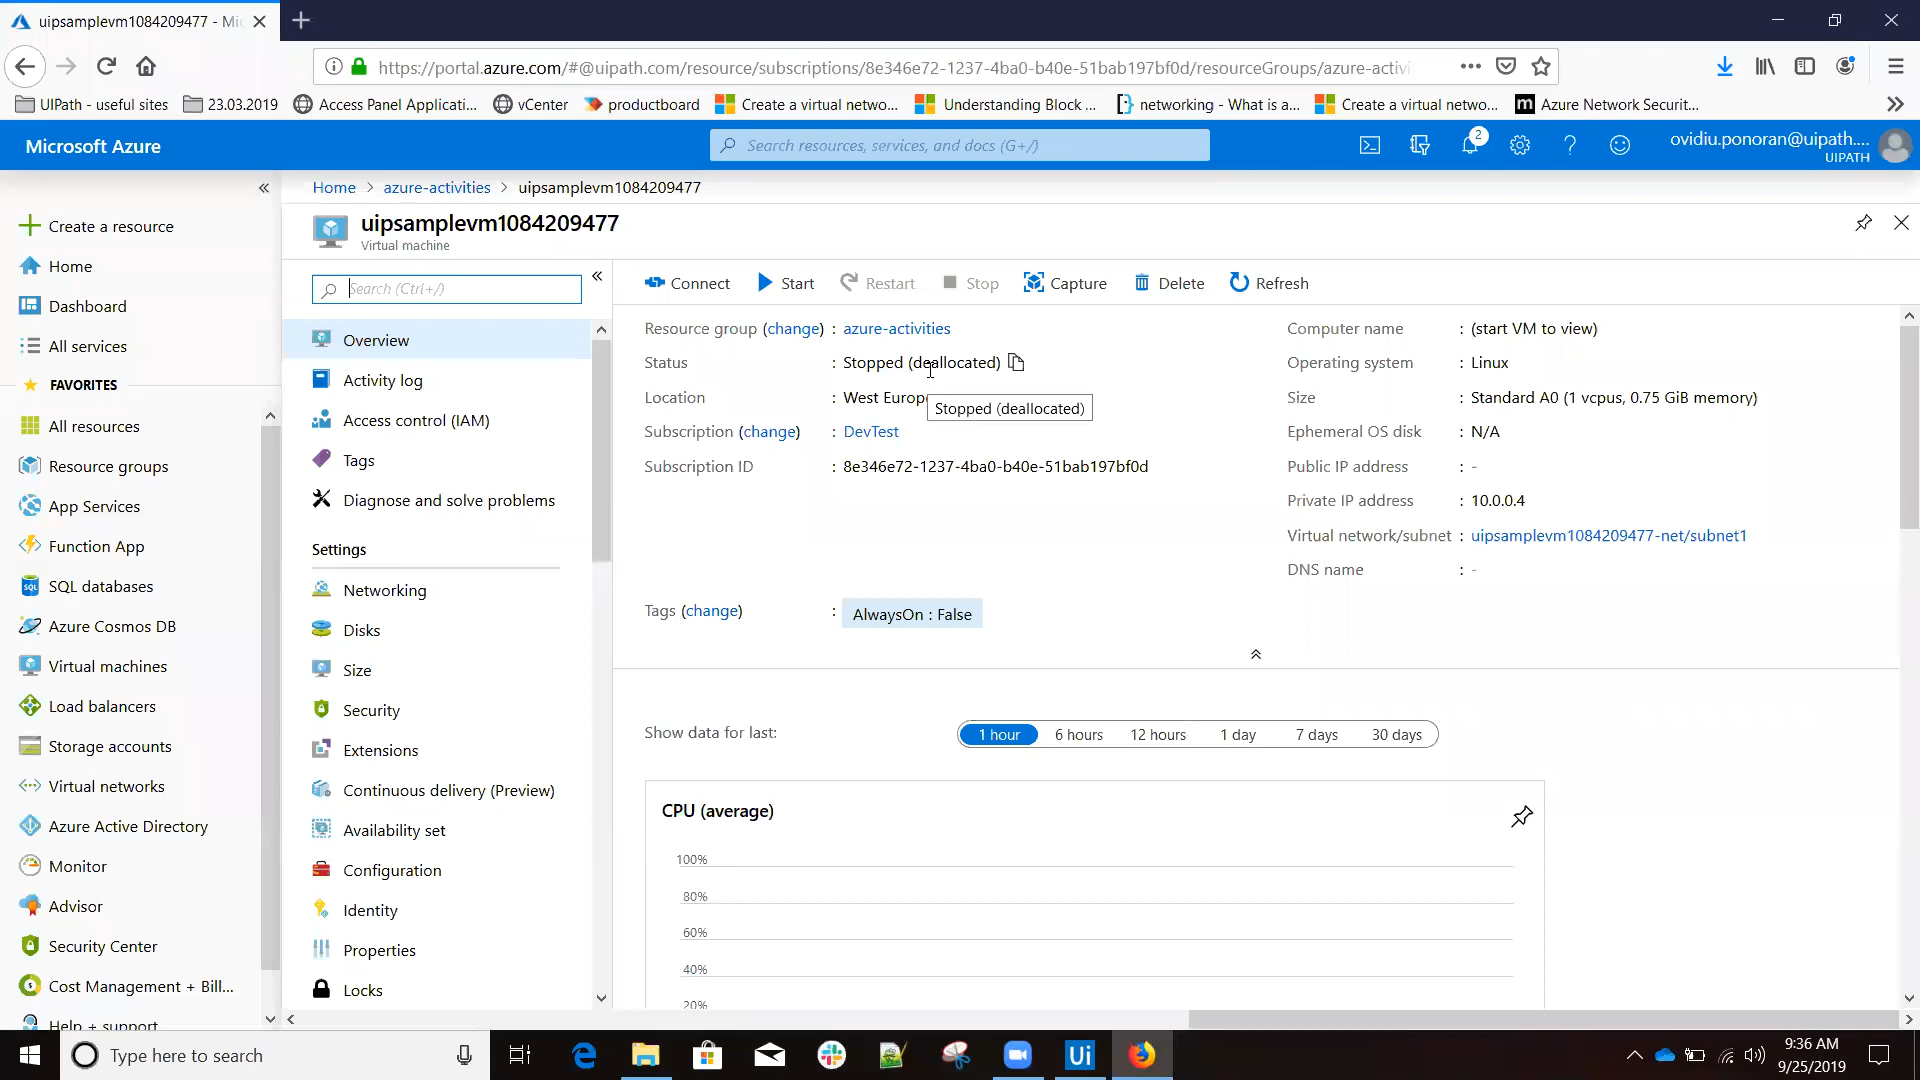 uipsamplevm1084209477 - Mi
https://portal.azure.com/#@uipath.com/resource/subscriptions/8e346e72-1237-4ba0-b40e-51bab197bf0d/resourceGroups/azure-activi
UIPath - useful sites
23.03.2019
Access Panel Applicati...
vCenter
productboard
Create a virtual netwo...
Understanding Block ...
networking - What is a...
Create a virtual netwo...
Azure Network Securit...
Microsoft Azure
Search resources, services, and docs (G+/)
2
ovidiu.ponoran@uipath....
UIPATH
Home > azure-activities > uipsamplevm1084209477
uipsamplevm1084209477
Virtual machine
Create a resource
Home
Dashboard
All services
FAVORITES
All resources
Resource groups
App Services
Function App
SQL databases
Azure Cosmos DB
Virtual machines
Load balancers
Storage accounts
Virtual networks
Azure Active Directory
Monitor
Advisor
Security Center
Cost Management + Bill...
Help + support
Search (Ctrl+/)
Overview
Activity log
Access control (IAM)
Tags
Diagnose and solve problems
Settings
Networking
Disks
Size
Security
Extensions
Continuous delivery (Preview)
Availability set
Configuration
Identity
Properties
Locks
Connect
Start
Restart
Stop
Capture
Delete
Refresh
Resource group (change) : azure-activities
Status : Stopped (deallocated)
Location : West Europ
Stopped (deallocated)
Subscription (change) : DevTest
Subscription ID : 8e346e72-1237-4ba0-b40e-51bab197bf0d
Computer name : (start VM to view)
Operating system : Linux
Size : Standard A0 (1 vcpus, 0.75 GiB memory)
Ephemeral OS disk : N/A
Public IP address : -
Private IP address : 10.0.0.4
Virtual network/subnet : uipsamplevm1084209477-net/subnet1
DNS name : -
Tags (change) : AlwaysOn : False
Show data for last:
1 hour
6 hours
12 hours
1 day
7 days
30 days
CPU (average)
100%
80%
60%
40%
20%
Type here to search
Ui
9:36 AM
9/25/2019